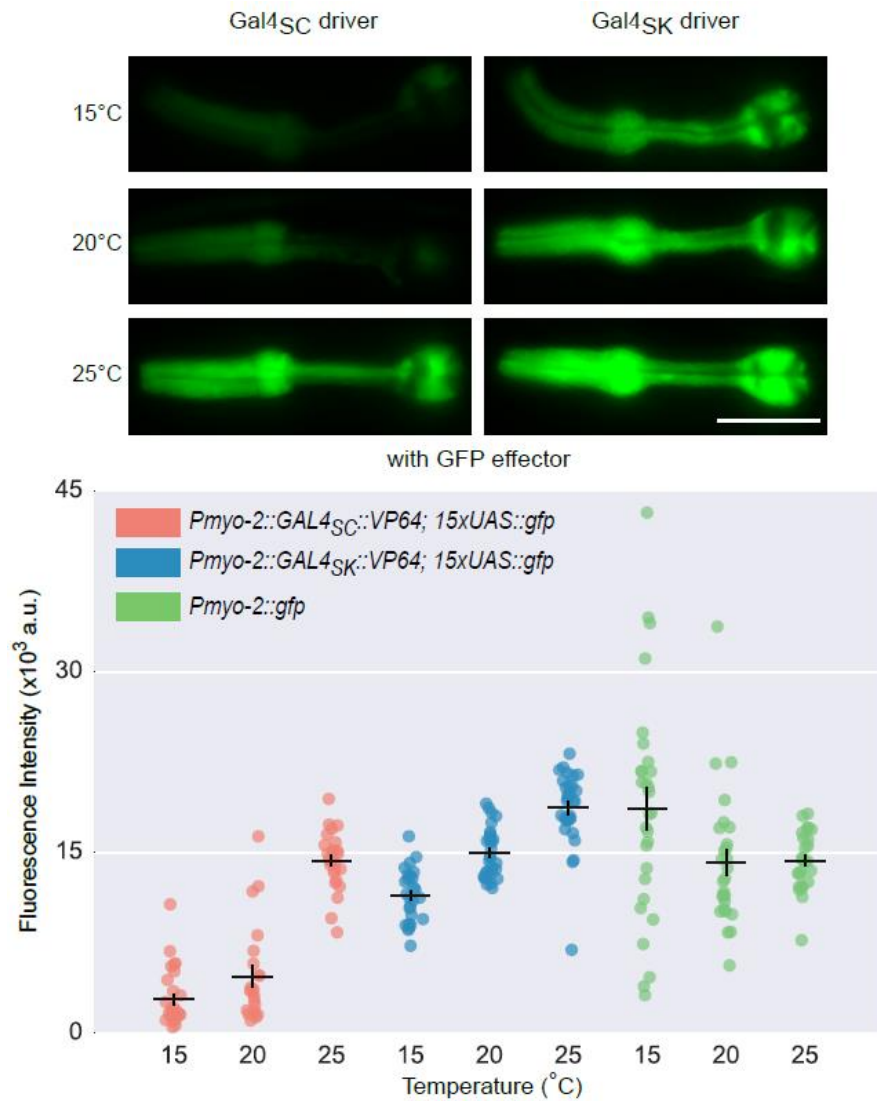 Gal4SC driver Gal4SK driver
15°C
20°C
25°C
with GFP effector
45
Pmyo-2::GAL4SC::VP64; 15xUAS::gfp
Pmyo-2::GAL4SK::VP64; 15xUAS::gfp
Pmyo-2::gfp
30
15
0
Fluorescence Intensity (x10³ a.u.)
15 20 25 15 20 25 15 20 25
Temperature (°C)